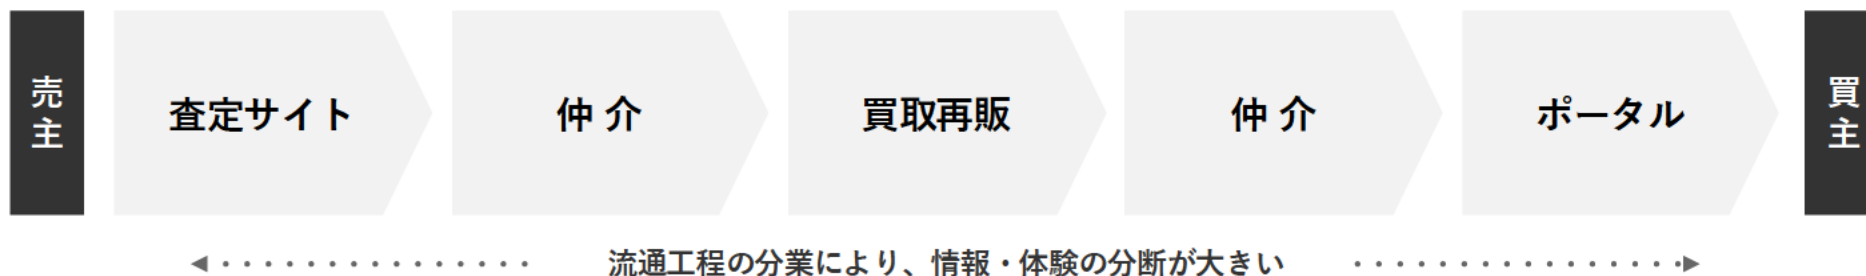 売主
査定サイト
仲 介
買取再販
仲 介
ポータル
買主
流通工程の分業により、情報・体験の分断が大きい